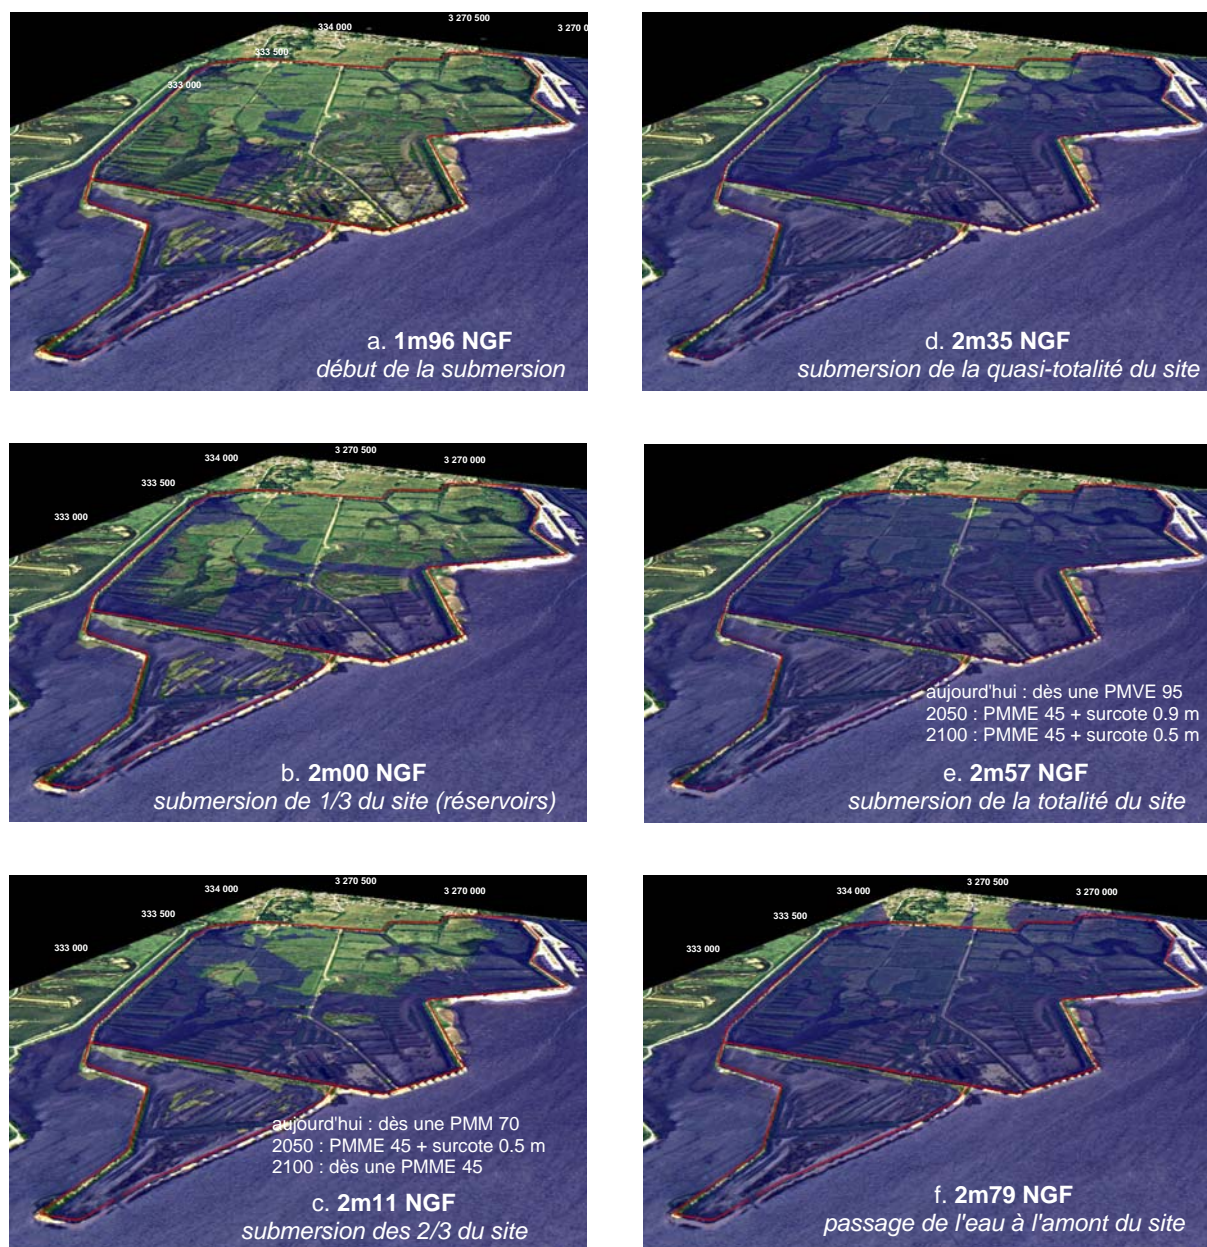 334 000
3 270 500
3 270 0
333 500
333 000
a. 1m96 NGF
début de la submersion
d. 2m35 NGF
submersion de la quasi-totalité du site
334 000
3 270 500
3 270 000
333 500
333 000
b. 2m00 NGF
submersion de 1/3 du site (réservoirs)
aujourd'hui : dès une PMVE 95
2050 : PMME 45 + surcote 0.9 m
2100 : PMME 45 + surcote 0.5 m
e. 2m57 NGF
submersion de la totalité du site
334 000
3 270 500
3 270 000
333 500
333 000
aujourd'hui : dès une PMM 70
2050 : PMME 45 + surcote 0.5 m
2100 : dès une PMME 45
c. 2m11 NGF
submersion des 2/3 du site
334 000
3 270 500
3 270 000
333 500
333 000
f. 2m79 NGF
passage de l'eau à l'amont du site